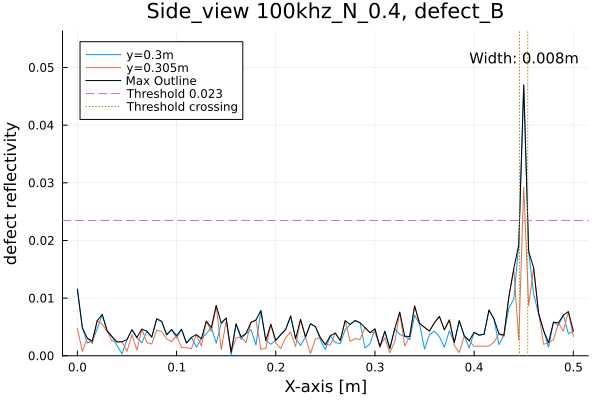 Side_view 100khz_N_0.4, defect_B
Width: 0.008m
y=0.3m
y=0.305m
Max Outline
Threshold 0.023
Threshold crossing
defect reflectivity
0.05
0.04
0.03
0.02
0.01
0.00
0.0 0.1 0.2 0.3 0.4 0.5
X-axis [m]